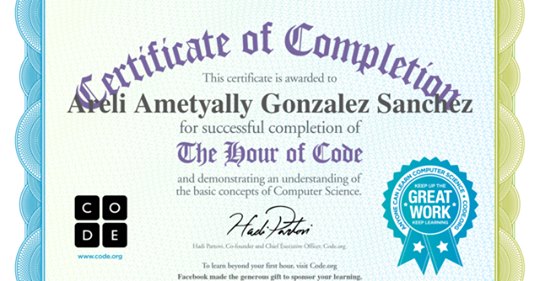 Certificate of Completion
This certificate is awarded to
Areli Ametyally Gonzalez Sanchez
for successful completion of
The Hour of Code
and demonstrating an understanding of
the basic concepts of Computer Science.
C O
D E
www.code.org
Hadi Partovi
Hadi Partovi, Co-founder and Chief Executive Officer, Code.org
To learn beyond your first hour, visit Code.org
Facebook made the generous gift to sponsor your learning.
ANYONE CAN LEARN COMPUTER SCIENCE • CODE.ORG
KEEP UP THE
GREAT
WORK
KEEP LEARNING